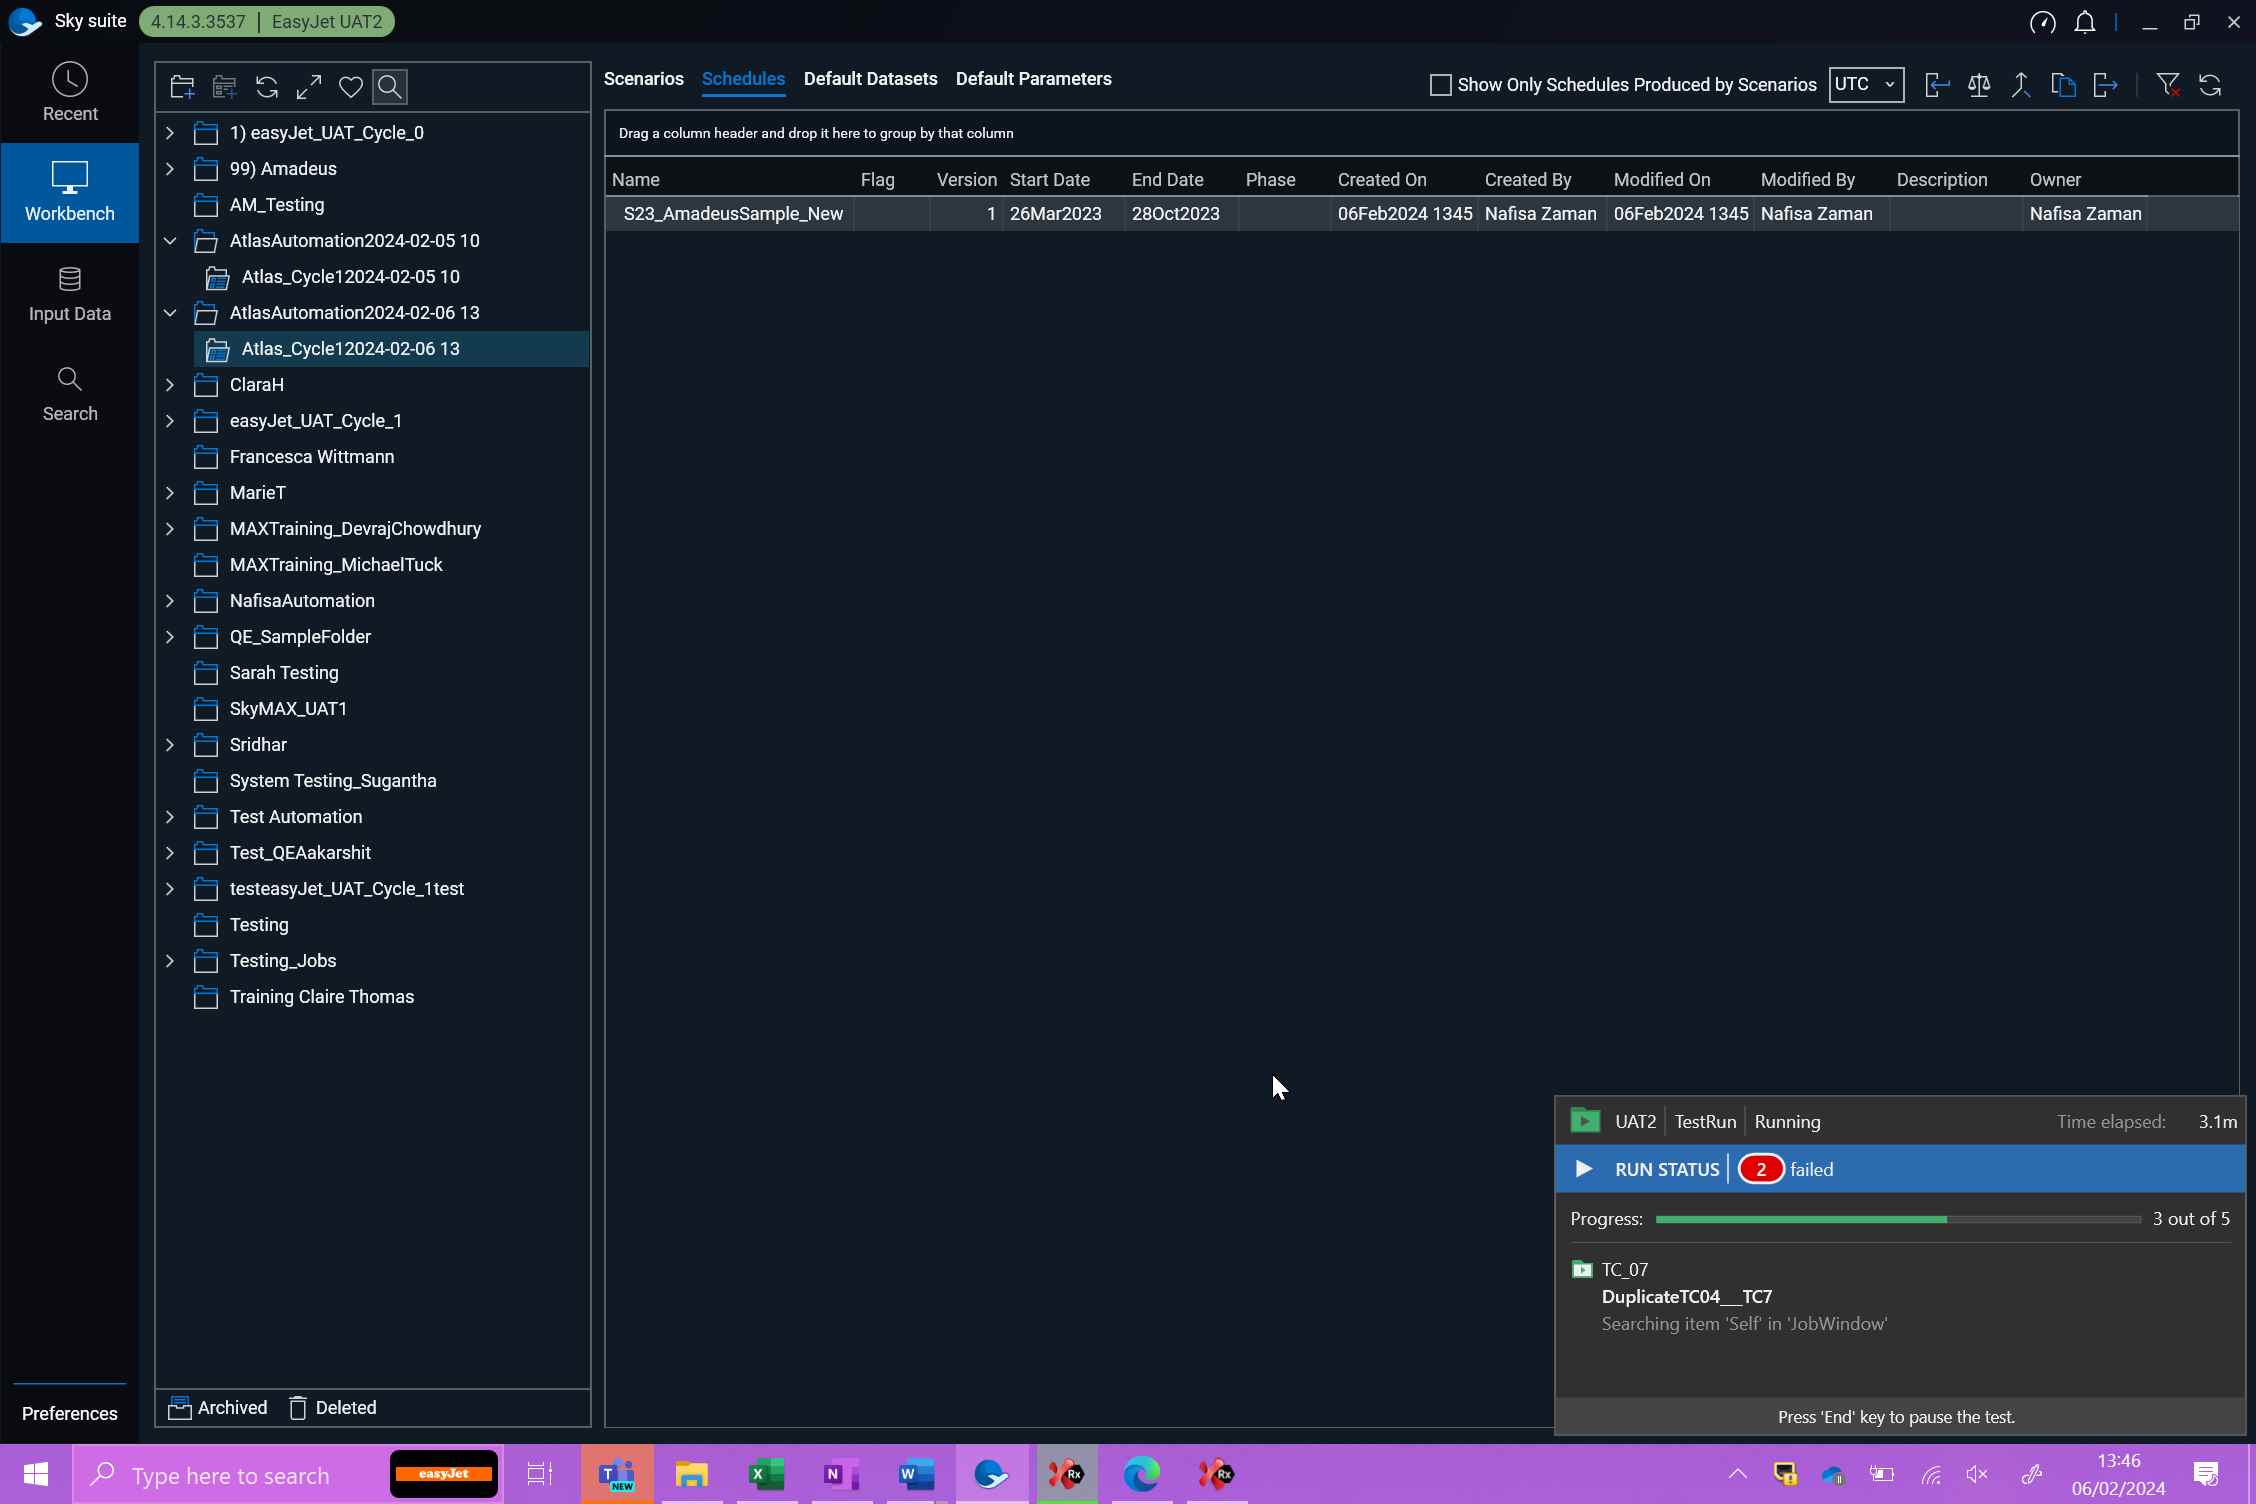 Sky suite 4.14.3.3537 | EasyJet UAT2
Recent
Workbench
Input Data
Search
Preferences
1) easyJet_UAT_Cycle_0
99) Amadeus
AM_Testing
AtlasAutomation2024-02-05 10
Atlas_Cycle12024-02-05 10
AtlasAutomation2024-02-06 13
Atlas_Cycle12024-02-06 13
ClaraH
easyJet_UAT_Cycle_1
Francesca Wittmann
MarieT
MAXTraining_DevrajChowdhury
MAXTraining_MichaelTuck
NafisaAutomation
QE_SampleFolder
Sarah Testing
SkyMAX_UAT1
Sridhar
System Testing_Sugantha
Test Automation
Test_QEAakarshit
testeasyJet_UAT_Cycle_1test
Testing
Testing_Jobs
Training Claire Thomas
Archived Deleted
Scenarios Schedules Default Datasets Default Parameters
Show Only Schedules Produced by Scenarios UTC
Drag a column header and drop it here to group by that column
Name Flag Version Start Date End Date Phase Created On Created By Modified On Modified By Description Owner
S23_AmadeusSample_New 1 26Mar2023 28Oct2023 06Feb2024 1345 Nafisa Zaman 06Feb2024 1345 Nafisa Zaman Nafisa Zaman
UAT2 | TestRun | Running Time elapsed: 3.1m
RUN STATUS | 2 failed
Progress: 3 out of 5
TC_07
DuplicateTC04__TC7
Searching item 'Self' in 'JobWindow'
Press 'End' key to pause the test.
Type here to search
easyJet
T
NEW
X
N
W
Rx
Rx
13:46
06/02/2024